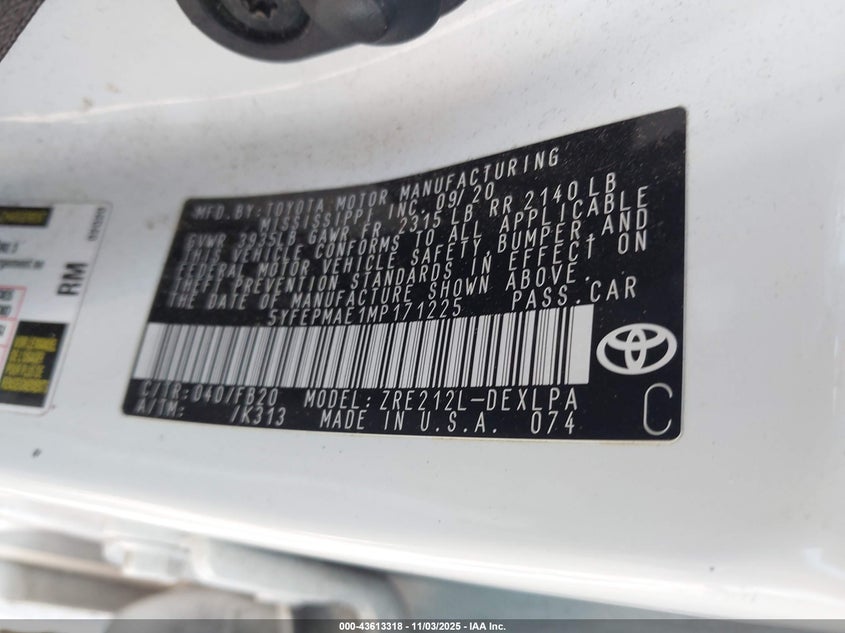 MFD.BY:TOYOTA MOTOR MANUFACTURING
MISSISSIPPI INC. 09/20
GVWR 3935LB GAWR FR 2315 LB RR 2140LB
THIS VEHICLE CONFORMS TO ALL APPLICABLE
FEDERAL MOTOR VEHICLE SAFETY,BUMPER,AND
THEFT PREVENTION STANDARDS IN EFFECT ON
THE DATE OF MANUFACTURE SHOWN ABOVE.
5YFEPMAE1MP171225 PASS.CAR
C/TR:040/FB20 MODEL:ZRE212L-DEXLPA
A/TM: /K313 MADE IN U.S.A. 074
C
RM
000-43613318 - 11/03/2025 - IAA Inc.